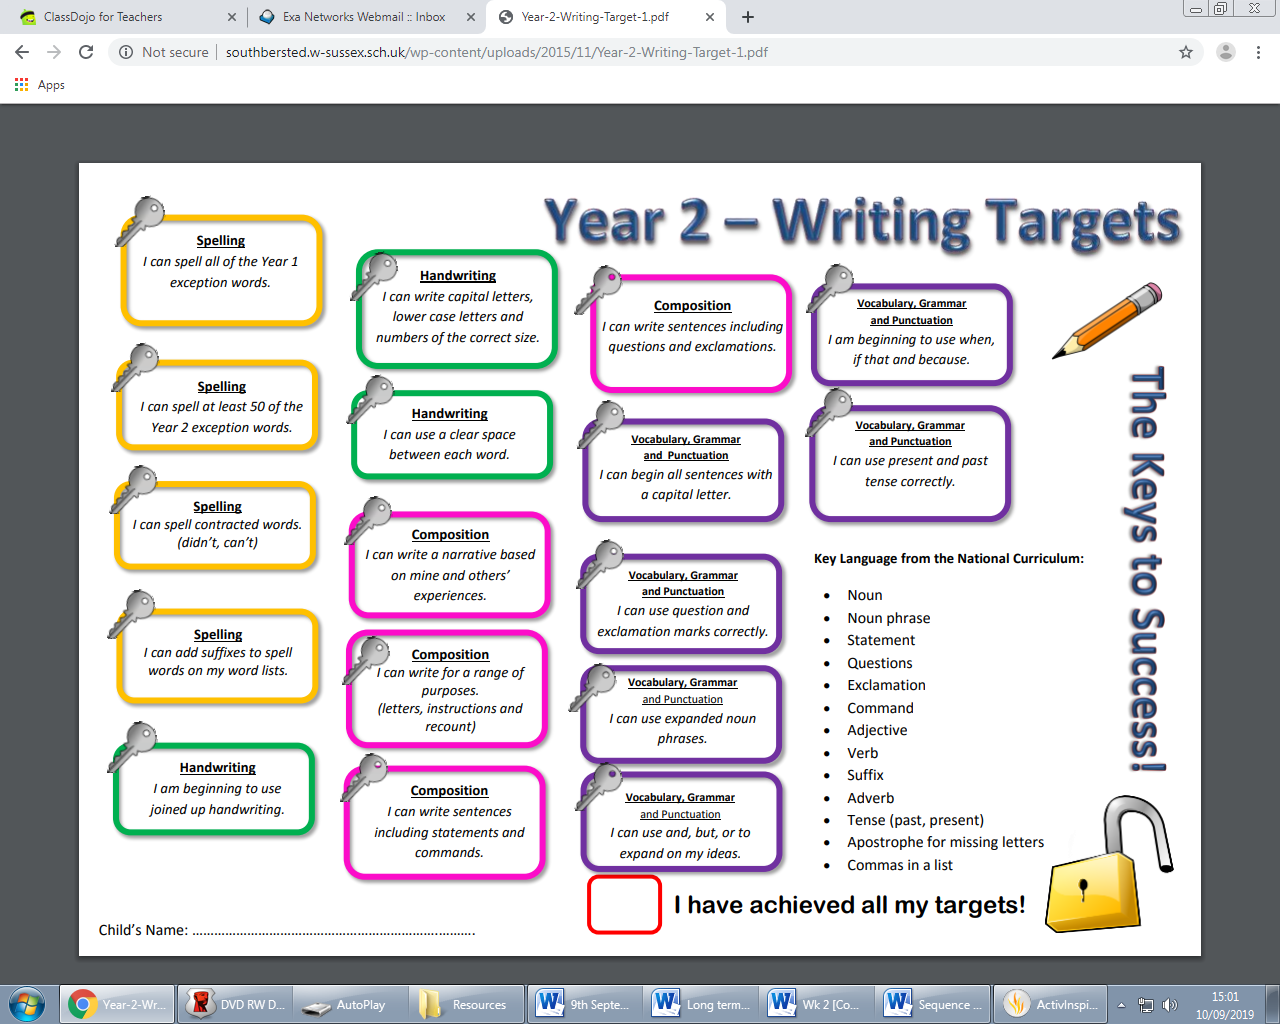 ClassDojo for Teachers
Exa Networks Webmail :: Inbox
Year-2-Writing-Target-1.pdf
Not secure
southbersted.w-sussex.sch.uk/wp-content/uploads/2015/11/Year-2-Writing-Target-1.pdf
Apps
Year 2 – Writing Targets
Spelling
I can spell all of the Year 1
exception words.
Spelling
I can spell at least 50 of the
Year 2 exception words.
Spelling
I can spell contracted words.
(didn’t, can’t)
Spelling
I can add suffixes to spell
words on my word lists.
Handwriting
I am beginning to use
joined up handwriting.
Handwriting
I can write capital letters,
lower case letters and
numbers of the correct size.
Handwriting
I can use a clear space
between each word.
Composition
I can write a narrative based
on mine and others’
experiences.
Composition
I can write for a range of
purposes.
(letters, instructions and
recount)
Composition
I can write sentences
including statements and
commands.
Composition
I can write sentences including
questions and exclamations.
Vocabulary, Grammar
and Punctuation
I can begin all sentences with
a capital letter.
Vocabulary, Grammar
and Punctuation
I can use question and
exclamation marks correctly.
Vocabulary, Grammar
and Punctuation
I can use expanded noun
phrases.
Vocabulary, Grammar
and Punctuation
I can use and, but, or to
expand on my ideas.
Vocabulary, Grammar
and Punctuation
I am beginning to use when,
if that and because.
Vocabulary, Grammar
and Punctuation
I can use present and past
tense correctly.
Key Language from the National Curriculum:
• Noun
• Noun phrase
• Statement
• Questions
• Exclamation
• Command
• Adjective
• Verb
• Suffix
• Adverb
• Tense (past, present)
• Apostrophe for missing letters
• Commas in a list
The Keys to Success!
I have achieved all my targets!
Child’s Name: ……………………………………………………………………
Year-2-Wr...
DVD RW D...
AutoPlay
Resources
9th Septe...
Long term...
Wk 2 [Co...
Sequence ...
ActivInspi...
15:01
10/09/2019